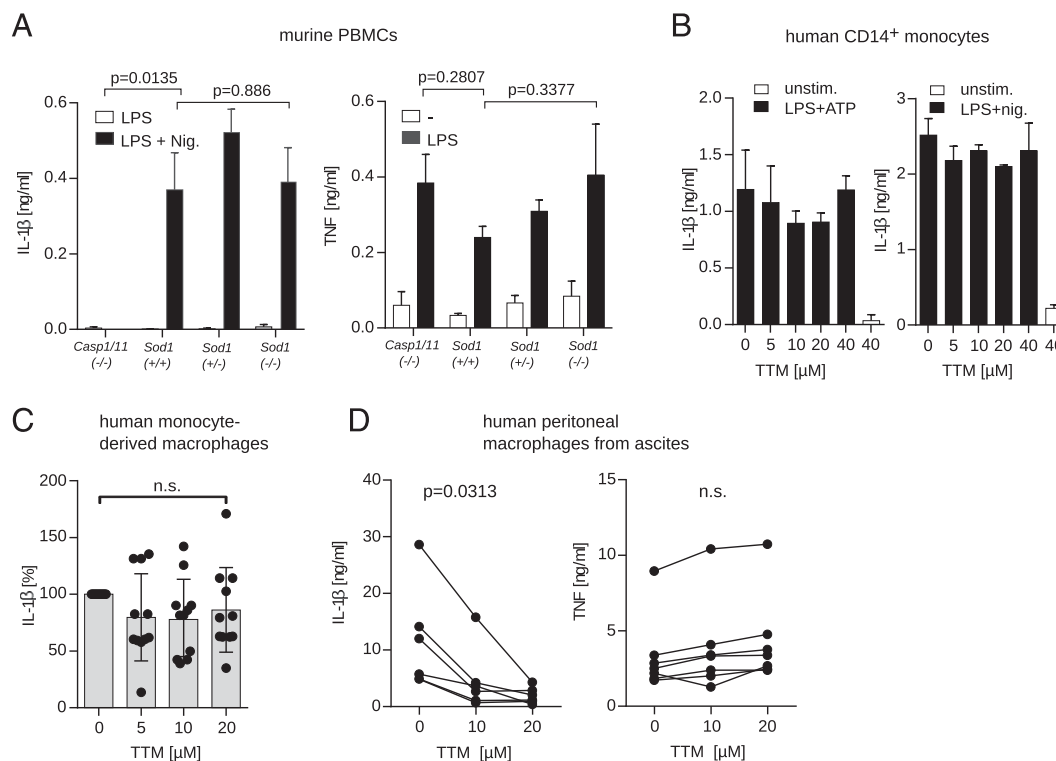 A
murine PBMCs
p=0.0135
p=0.886
LPS
LPS + Nig.
IL-1β [ng/ml]
0.6
0.4
0.2
0.0
Casp1/11 (-/-)
Sod1 (+/+)
Sod1 (+/-)
Sod1 (-/-)
p=0.2807
p=0.3377
-
LPS
TNF [ng/ml]
0.6
0.4
0.2
0.0
Casp1/11 (-/-)
Sod1 (+/+)
Sod1 (+/-)
Sod1 (-/-)
B
human CD14+ monocytes
unstim.
LPS+ATP
IL-1β [ng/ml]
2.0
1.5
1.0
0.5
0.0
0 5 10 20 40 40
TTM [µM]
unstim.
LPS+nig.
IL-1β [ng/ml]
3
2
1
0
0 5 10 20 40
TTM [µM]
C
human monocyte-
derived macrophages
n.s.
IL-1β [%]
200
150
100
50
0
0 5 10 20
TTM [µM]
D
human peritoneal
macrophages from ascites
p=0.0313
IL-1β [ng/ml]
40
30
20
10
0
0 10 20
TTM [µM]
n.s.
TNF [ng/ml]
15
10
5
0
0 10 20
TTM [µM]